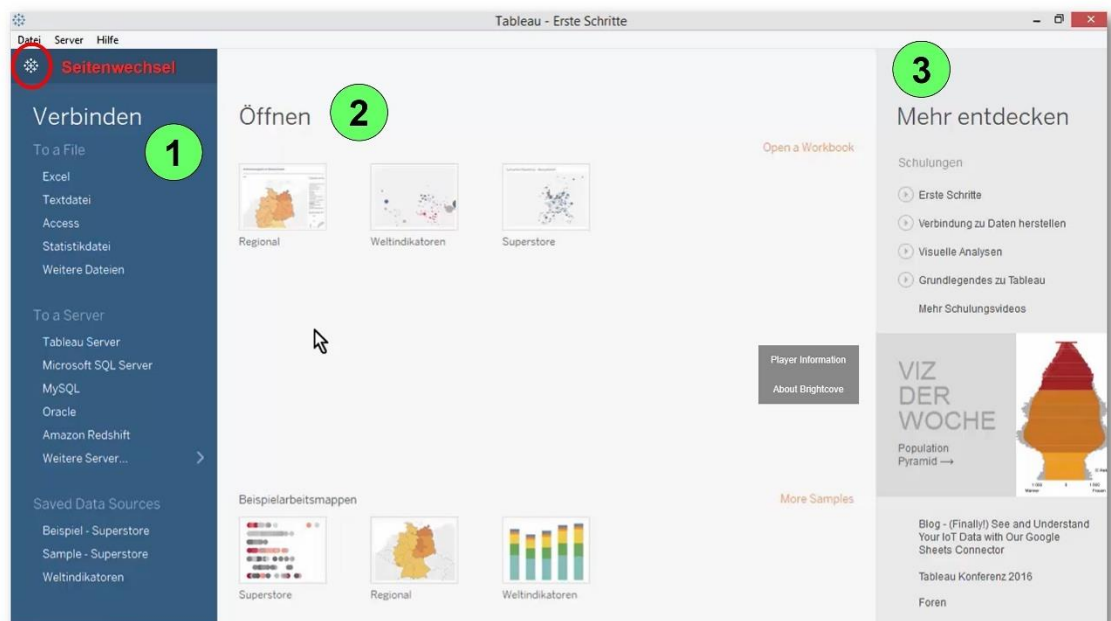 Tableau - Erste Schritte
Datei Server Hilfe
Seitenwechsel
Verbinden
1
To a File
Excel
Textdatei
Access
Statistikdatei
Weitere Dateien
To a Server
Tableau Server
Microsoft SQL Server
MySQL
Oracle
Amazon Redshift
Weitere Server...
Saved Data Sources
Beispiel - Superstore
Sample - Superstore
Weltindikatoren
Öffnen
2
Open a Workbook
Regional
Weltindikatoren
Superstore
Player Information
About Brightcove
Beispielarbeitsmappen
More Samples
Superstore
Regional
Weltindikatoren
3
Mehr entdecken
Schulungen
Erste Schritte
Verbindung zu Daten herstellen
Visuelle Analysen
Grundlegendes zu Tableau
Mehr Schulungsvideos
VIZ
DER
WOCHE
Population
Pyramid →
Blog - (Finally!) See and Understand
Your IoT Data with Our Google
Sheets Connector
Tableau Konferenz 2016
Foren